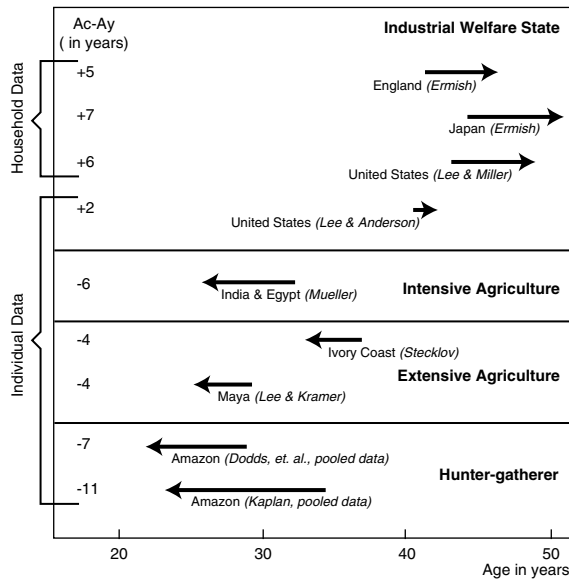 Ac-Ay
( in years)
Industrial Welfare State
Household Data
+5
England (Ermish)
+7
Japan (Ermish)
+6
United States (Lee & Miller)
Individual Data
+2
United States (Lee & Anderson)
-6
India & Egypt (Mueller)
Intensive Agriculture
-4
Ivory Coast (Stecklov)
-4
Maya (Lee & Kramer)
Extensive Agriculture
-7
Amazon (Dodds, et. al., pooled data)
-11
Amazon (Kaplan, pooled data)
Hunter-gatherer
20 30 40 50
Age in years